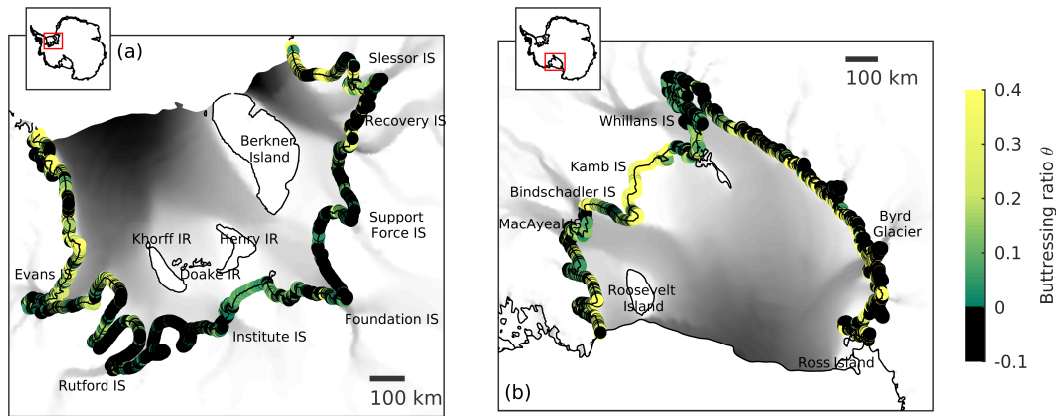 (a)
Slessor IS
Recovery IS
Berkner
Island
Support
Force IS
Khorff IR
Henry IR
Doake IR
Evans IS
Foundation IS
Institute IS
Rutford IS
100 km
100 km
Whillans IS
Kamb IS
Bindschadler IS
MacAyeal IS
Byrd
Glacier
Roosevelt
Island
Ross Island
(b)
0.4
0.3
0.2
0.1
0
-0.1
Buttressing ratio θ